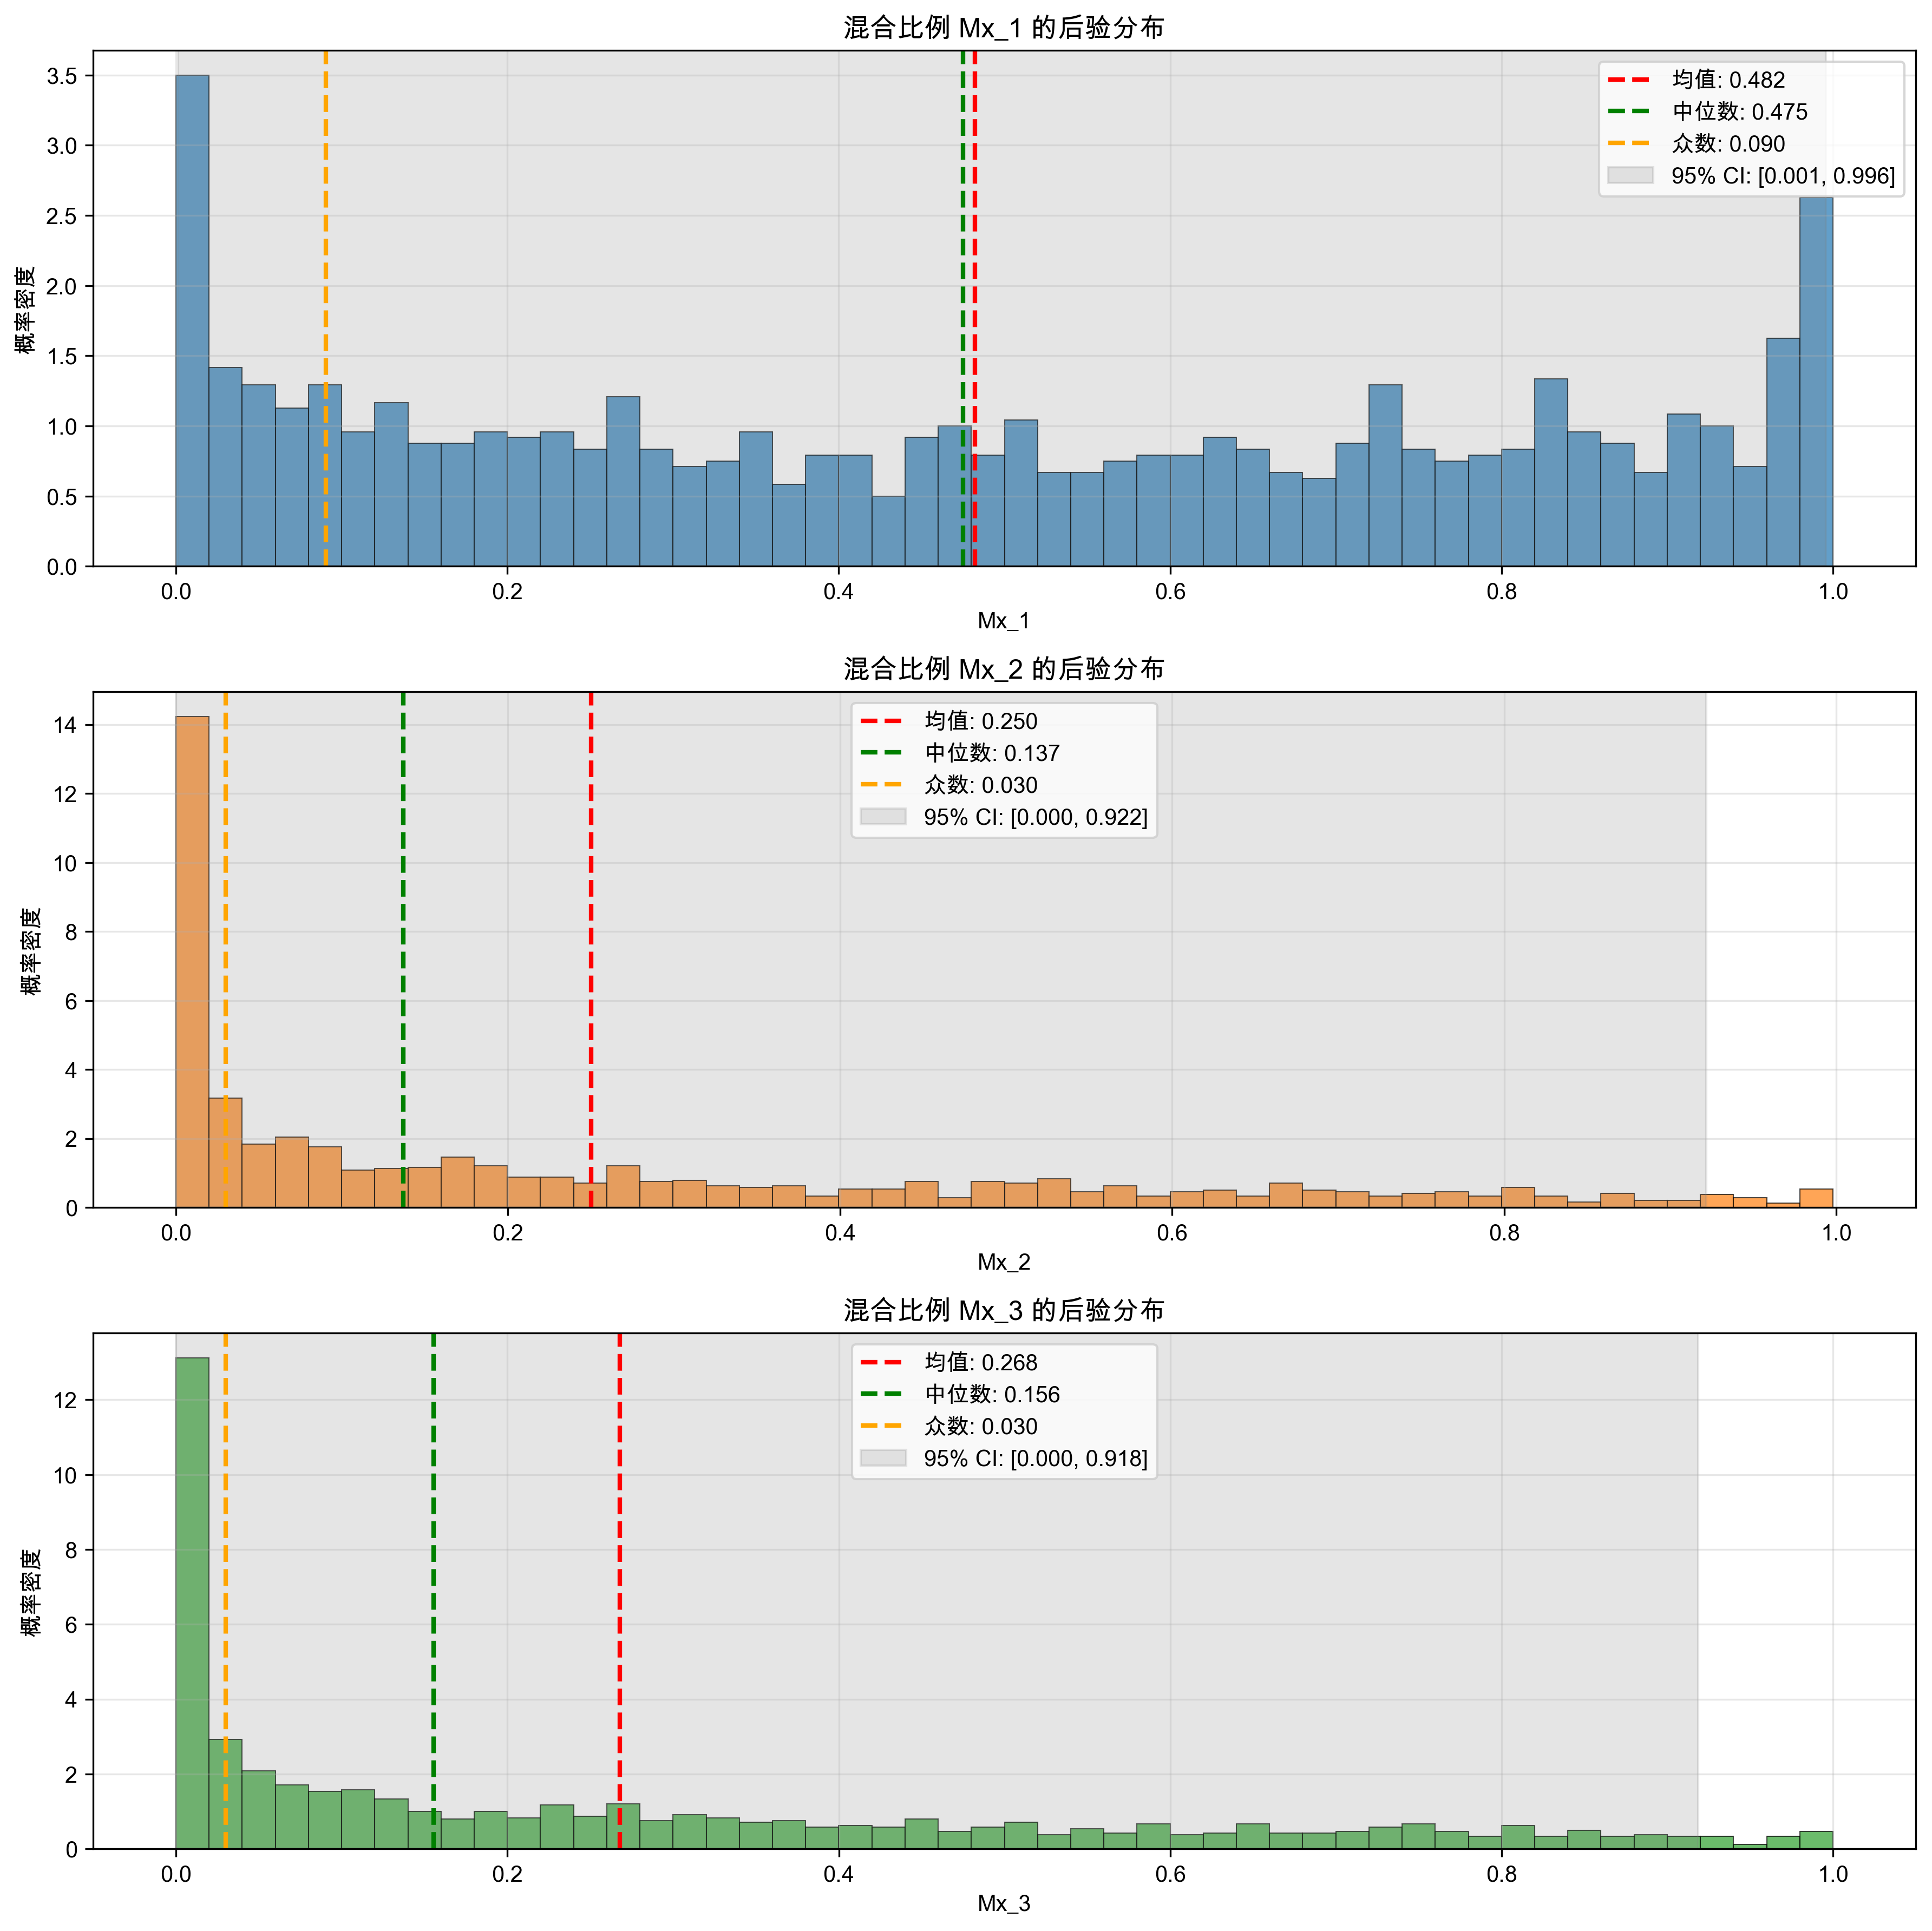 混合比例 Mx_1 的后验分布
概率密度
3.5
3.0
2.5
2.0
1.5
1.0
0.5
0.0
均值: 0.482
中位数: 0.475
众数: 0.090
95% CI: [0.001, 0.996]
0.0 0.2 0.4 0.6 0.8 1.0
Mx_1
混合比例 Mx_2 的后验分布
概率密度
14
12
10
8
6
4
2
0
均值: 0.250
中位数: 0.137
众数: 0.030
95% CI: [0.000, 0.922]
0.0 0.2 0.4 0.6 0.8 1.0
Mx_2
混合比例 Mx_3 的后验分布
概率密度
12
10
8
6
4
2
0
均值: 0.268
中位数: 0.156
众数: 0.030
95% CI: [0.000, 0.918]
0.0 0.2 0.4 0.6 0.8 1.0
Mx_3